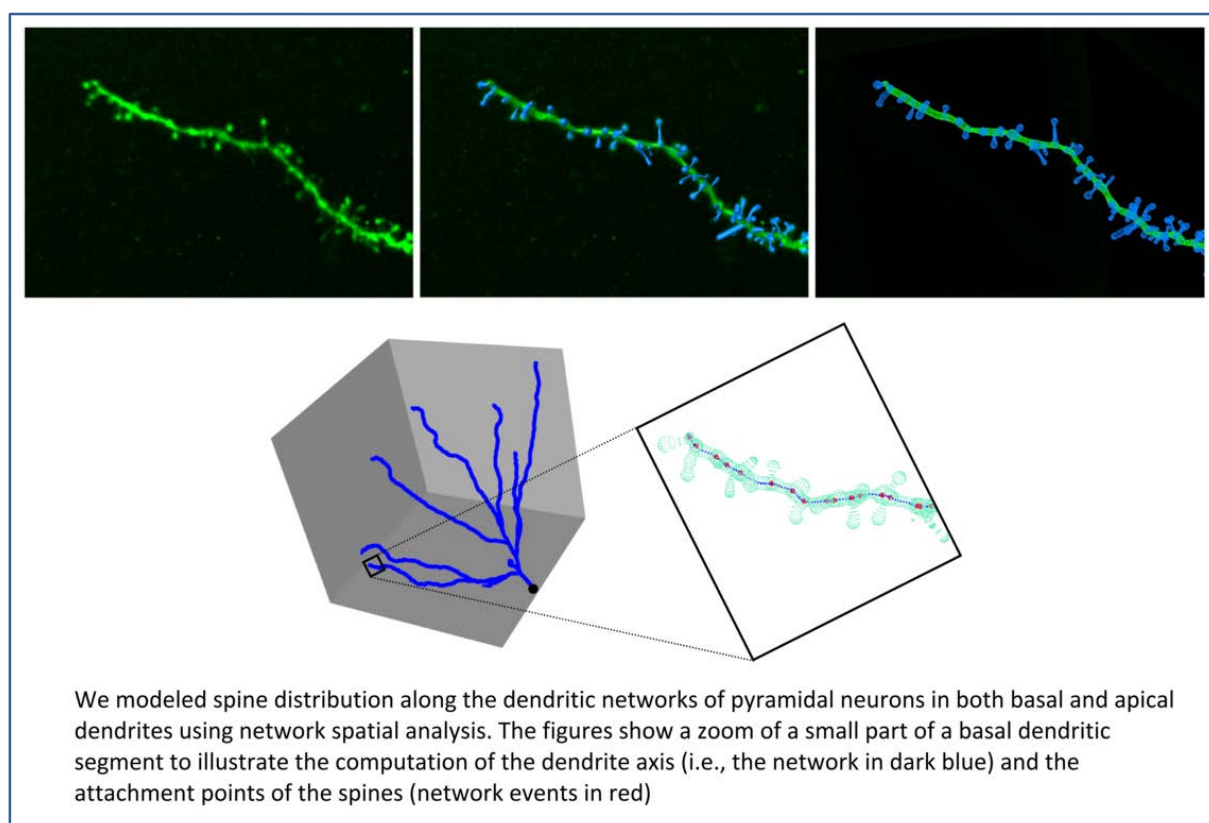 We modeled spine distribution along the dendritic networks of pyramidal neurons in both basal and apical
dendrites using network spatial analysis. The figures show a zoom of a small part of a basal dendritic
segment to illustrate the computation of the dendrite axis (i.e., the network in dark blue) and the
attachment points of the spines (network events in red)